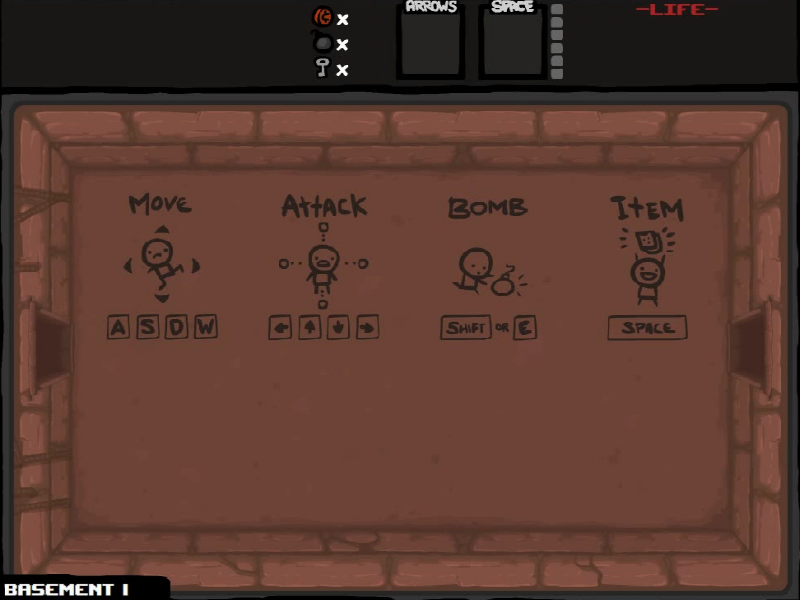 ARROWS SPACE -LIFE-
x
x
x
MOVE ATTACK BOMB ITEM
A S D W SHIFT OR E SPACE
BASEMENT I